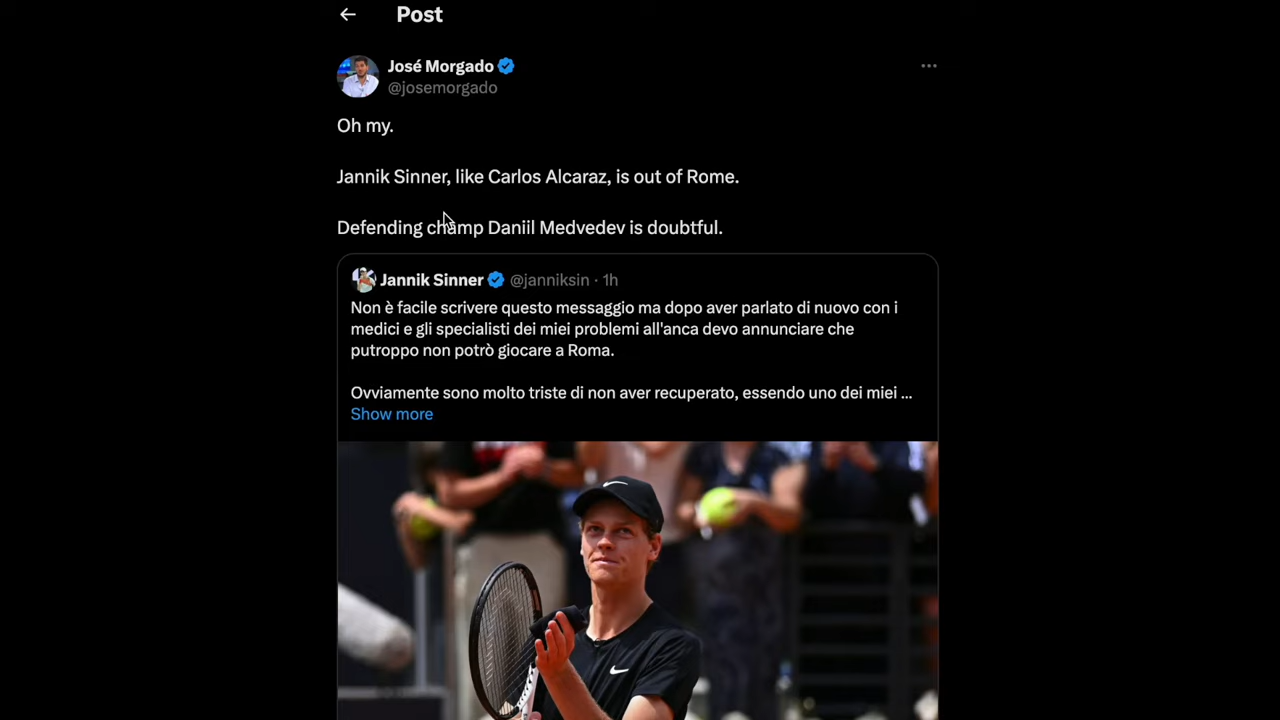 Post
José Morgado
@josemorgado
Oh my.
Jannik Sinner, like Carlos Alcaraz, is out of Rome.
Defending champ Daniil Medvedev is doubtful.
Jannik Sinner @janniksin · 1h
Non è facile scrivere questo messaggio ma dopo aver parlato di nuovo con i
medici e gli specialisti dei miei problemi all'anca devo annunciare che
putroppo non potrò giocare a Roma.
Ovviamente sono molto triste di non aver recuperato, essendo uno dei miei ...
Show more